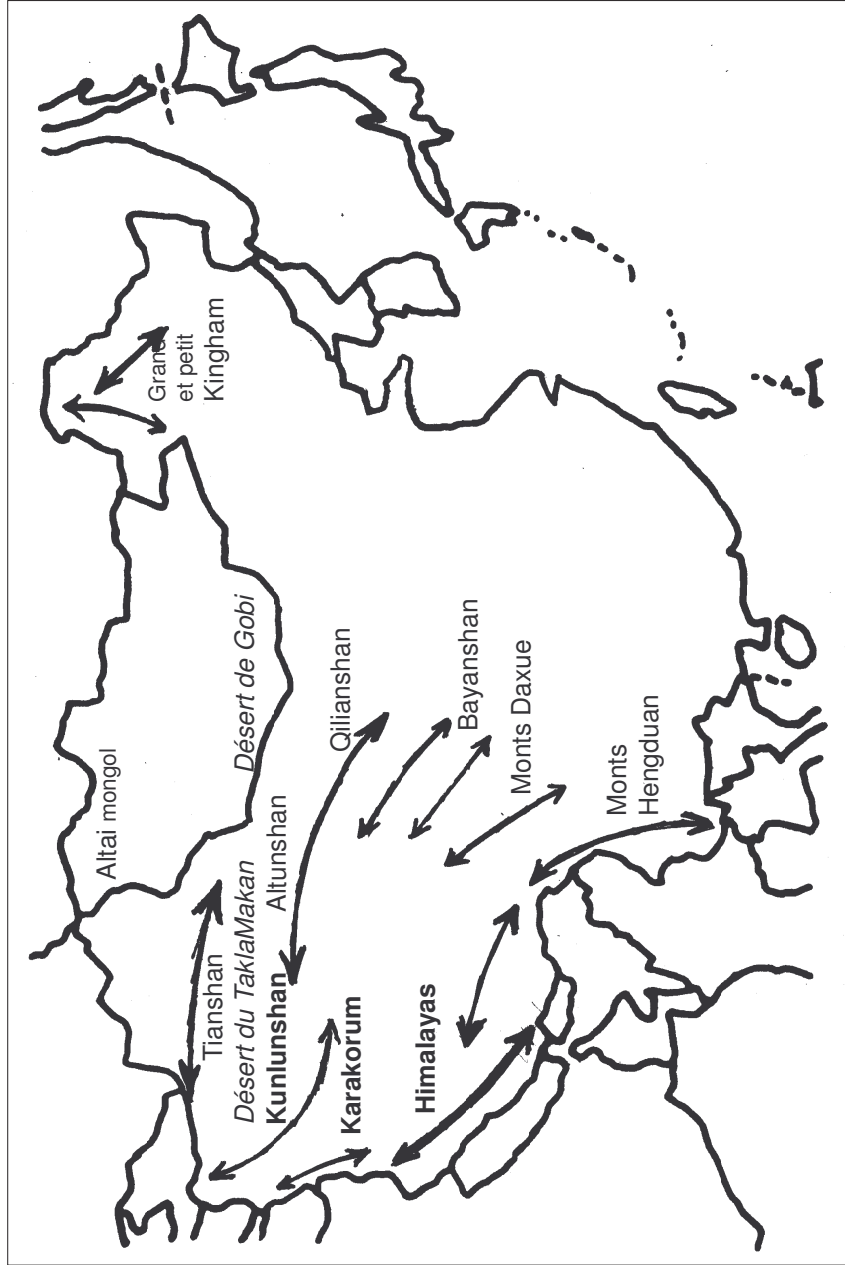 Altai mongol
Grand
et petit
Kingham
Tianshan
Désert du TaklaMakan
Désert de Gobi
Kunlunshan
Altunshan
Qilianshan
Karakorum
Himalayas
Bayanshan
Monts Daxue
Monts
Hengduan